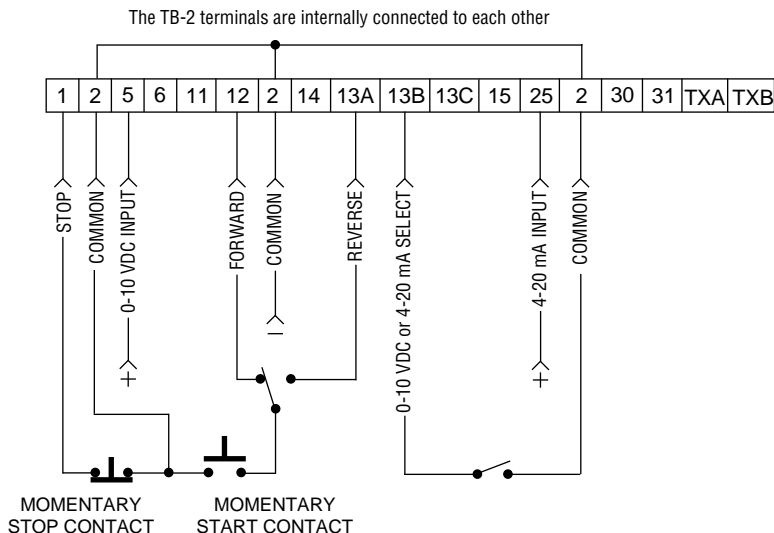 The TB-2 terminals are internally connected to each other
1 2 5 6 11 12 2 14 13A 13B 13C 15 25 2 30 31 TXA TXB
STOP
COMMON
0-10 VDC INPUT
+
FORWARD
COMMON
–
REVERSE
0-10 VDC or 4-20 mA SELECT
4-20 mA INPUT
+
COMMON
MOMENTARY
STOP CONTACT
MOMENTARY
START CONTACT